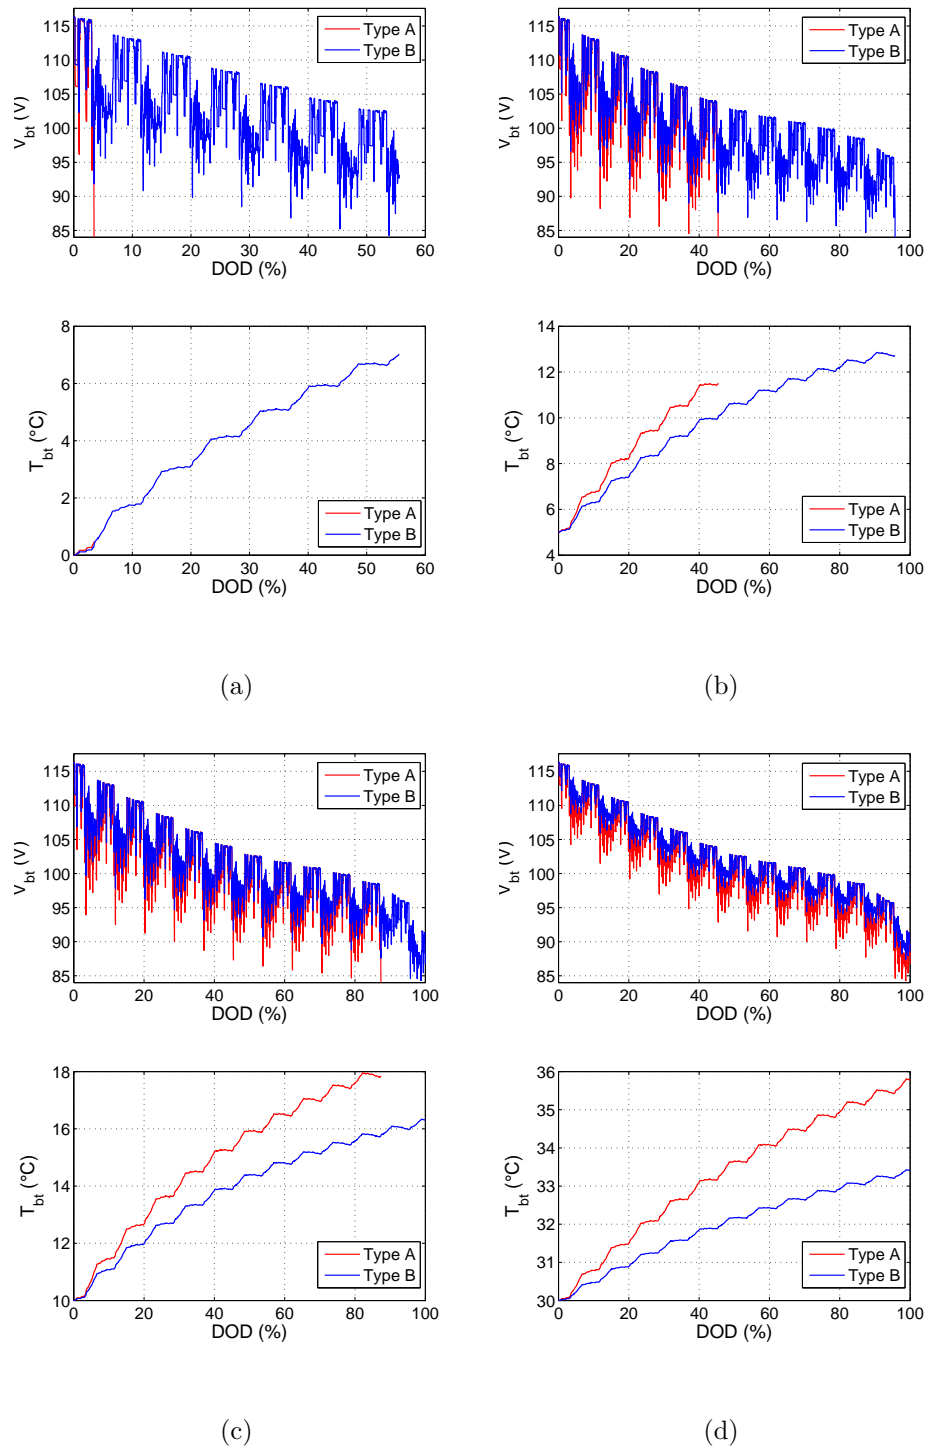 115
110
105
100
95
90
85
V_bt (V)
0 10 20 30 40 50 60
DOD (%)
Type A
Type B
115
110
105
100
95
90
85
V_bt (V)
0 20 40 60 80 100
DOD (%)
Type A
Type B
8
6
4
2
0
T_bt (°C)
0 10 20 30 40 50 60
DOD (%)
Type A
Type B
14
12
10
8
6
4
T_bt (°C)
0 20 40 60 80 100
DOD (%)
Type A
Type B
(a)
(b)
115
110
105
100
95
90
85
V_bt (V)
0 20 40 60 80 100
DOD (%)
Type A
Type B
115
110
105
100
95
90
85
V_bt (V)
0 20 40 60 80 100
DOD (%)
Type A
Type B
18
16
14
12
10
T_bt (°C)
0 20 40 60 80 100
DOD (%)
Type A
Type B
36
35
34
33
32
31
30
T_bt (°C)
0 20 40 60 80 100
DOD (%)
Type A
Type B
(c)
(d)